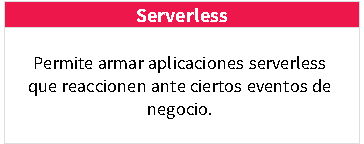 Serverless
Permite armar aplicaciones serverless
que reaccionen ante ciertos eventos de
negocio.